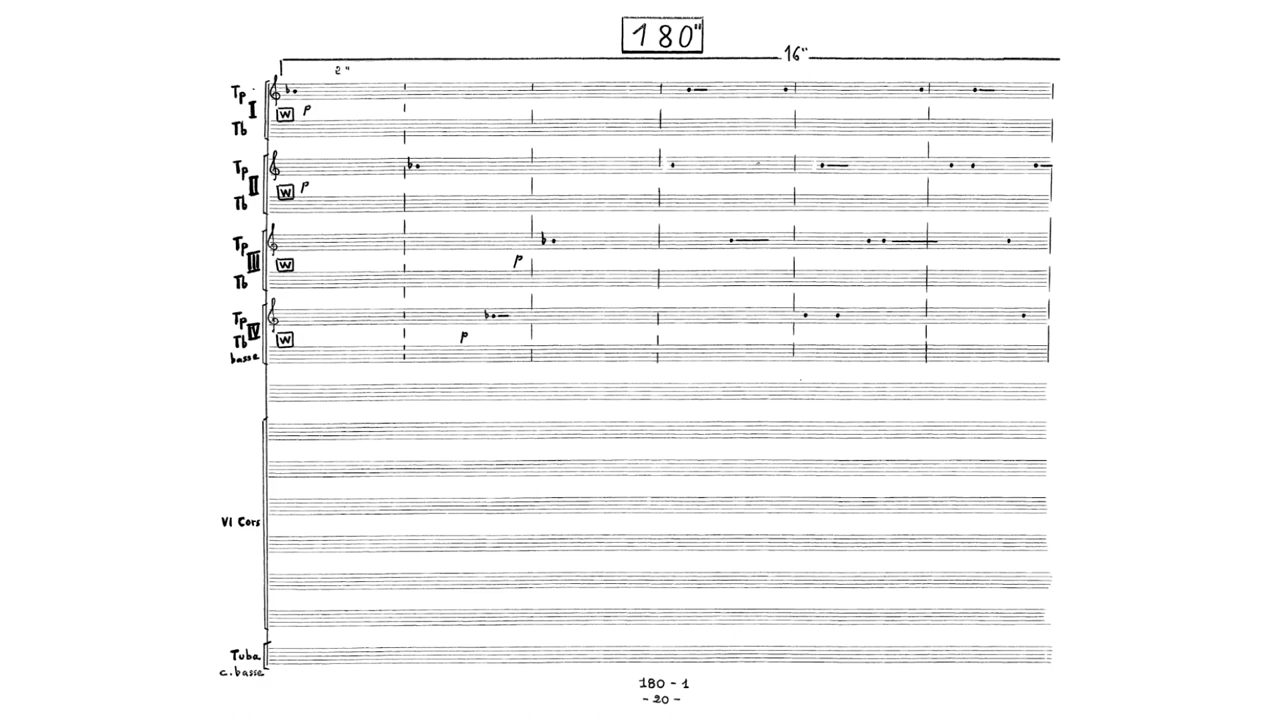 180"
16"
2"
Tp
I
W
p
Tb
Tp
II
W
p
Tb
Tp
III
W
p
Tb
Tp
IV
W
p
Tb
basse
VI Cors
Tuba
c.basse
180 - 1
- 20 -